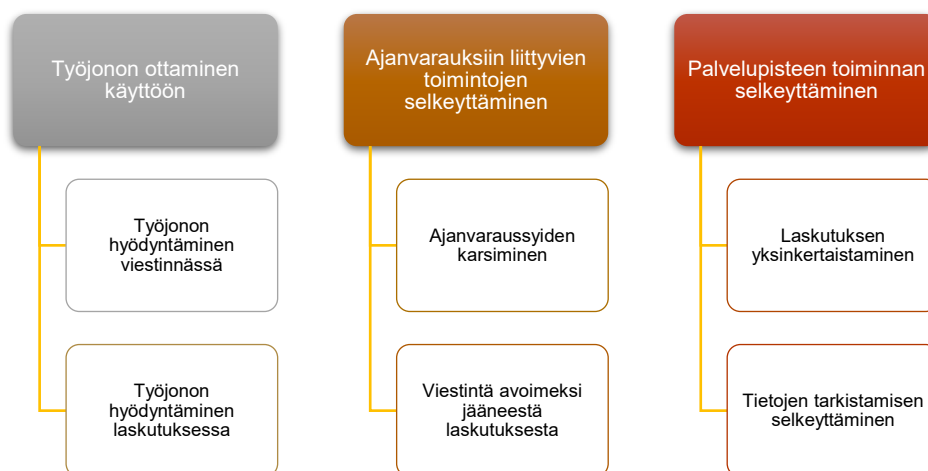 Työjonon ottaminen
käyttöön
Työjonon
hyödyntäminen
viestinnässä
Työjonon
hyödyntäminen
laskutuksessa
Ajanvarauksiin liittyvien
toimintojen
selkeyttäminen
Ajanvaraussyiden
karsiminen
Viestintä avoimeksi
jääneestä
laskutuksesta
Palvelupisteen toiminnan
selkeyttäminen
Laskutuksen
yksinkertaistaminen
Tietojen tarkistamisen
selkeyttäminen